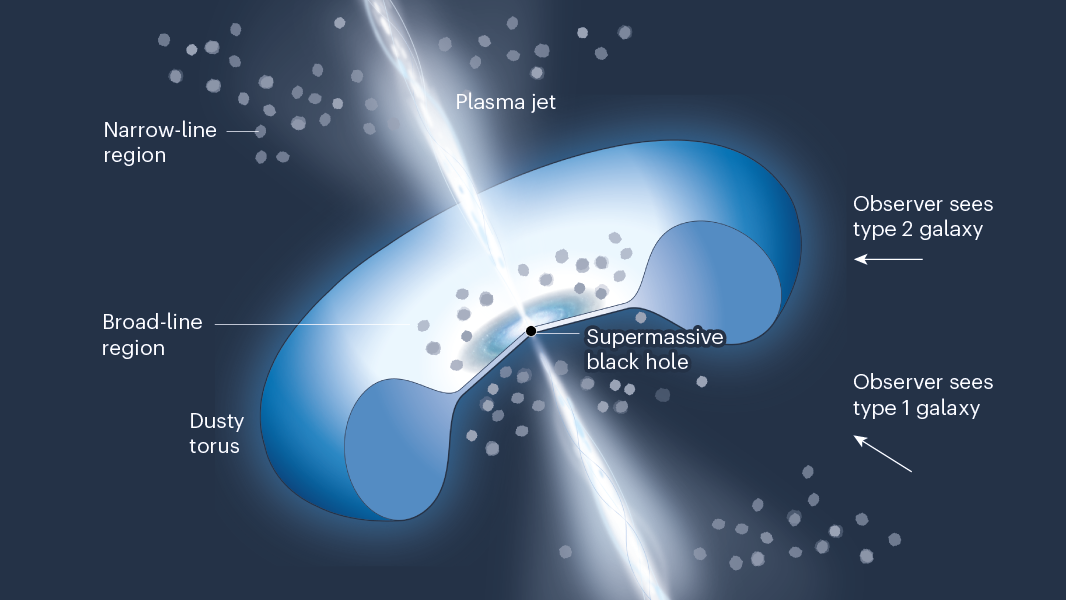 Plasma jet
Narrow-line
region
Observer sees
type 2 galaxy
Broad-line
region
Supermassive
black hole
Observer sees
type 1 galaxy
Dusty
torus